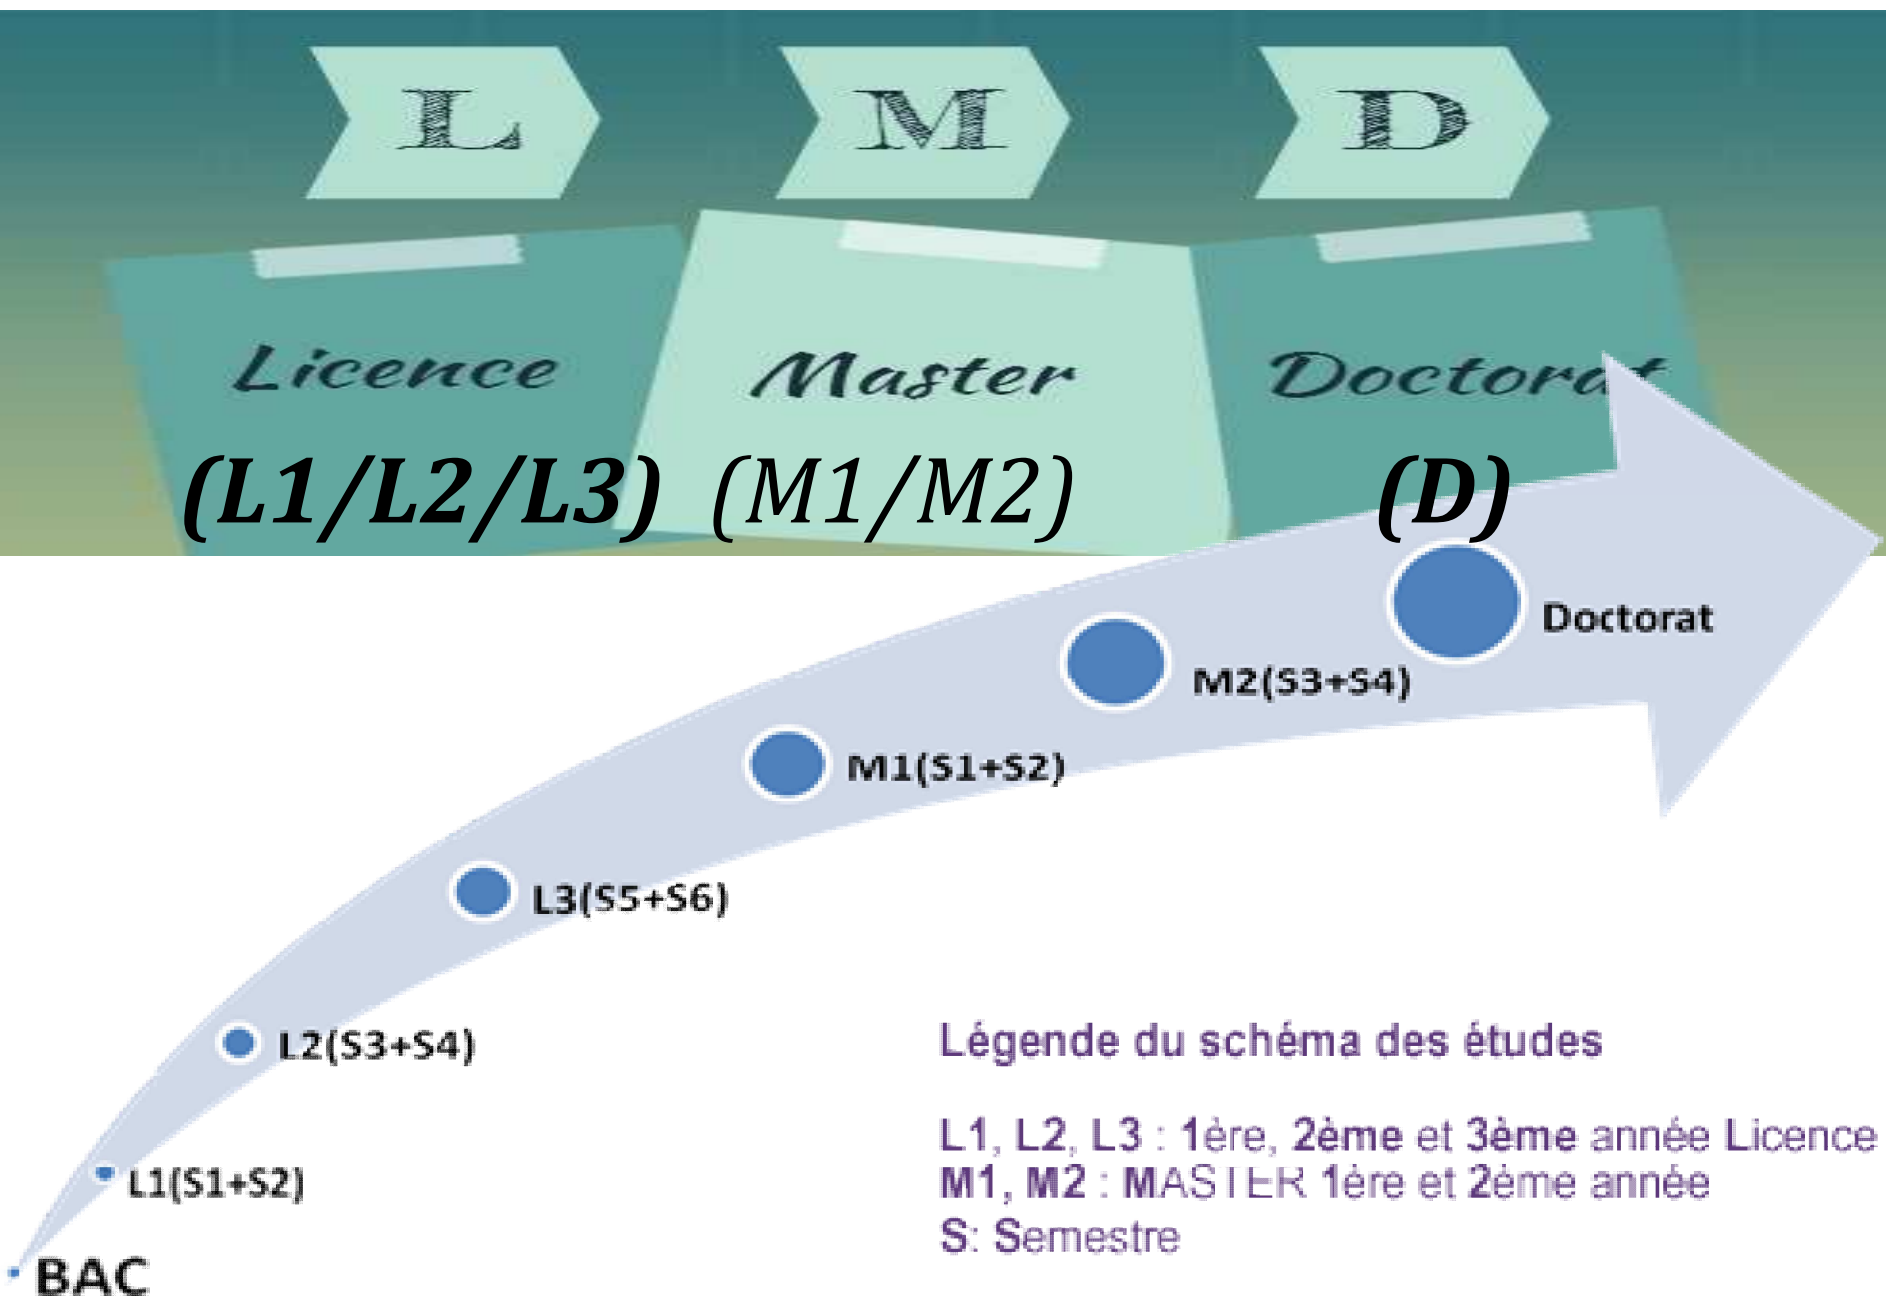 L M D
Licence Master Doctorat
(L1/L2/L3) (M1/M2) (D)
Doctorat
M2(S3+S4)
M1(S1+S2)
L3(S5+S6)
L2(S3+S4)
L1(S1+S2)
BAC
Légende du schéma des études
L1, L2, L3 : 1ère, 2ème et 3ème année Licence
M1, M2 : MASTER 1ère et 2ème année
S: Semestre